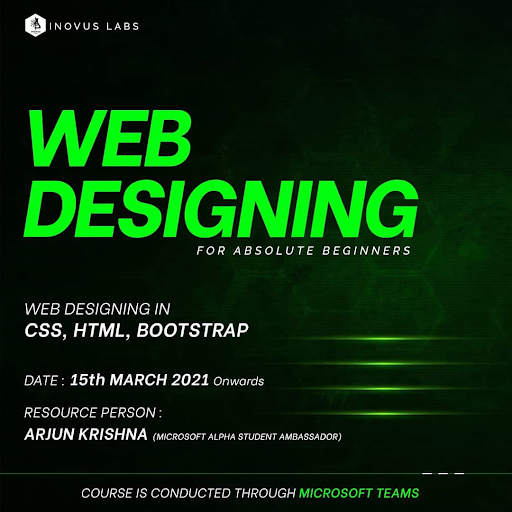 INOVUS LABS
WEB
DESIGNING
FOR ABSOLUTE BEGINNERS
WEB DESIGNING IN
CSS, HTML, BOOTSTRAP
DATE : 15th MARCH 2021 Onwards
RESOURCE PERSON :
ARJUN KRISHNA (MICROSOFT ALPHA STUDENT AMBASSADOR)
COURSE IS CONDUCTED THROUGH MICROSOFT TEAMS